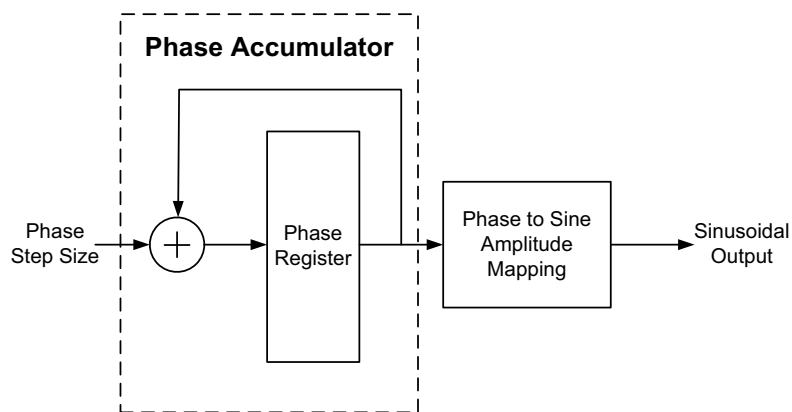 Phase Accumulator
Phase
Step Size
+
Phase
Register
Phase to Sine
Amplitude
Mapping
Sinusoidal
Output